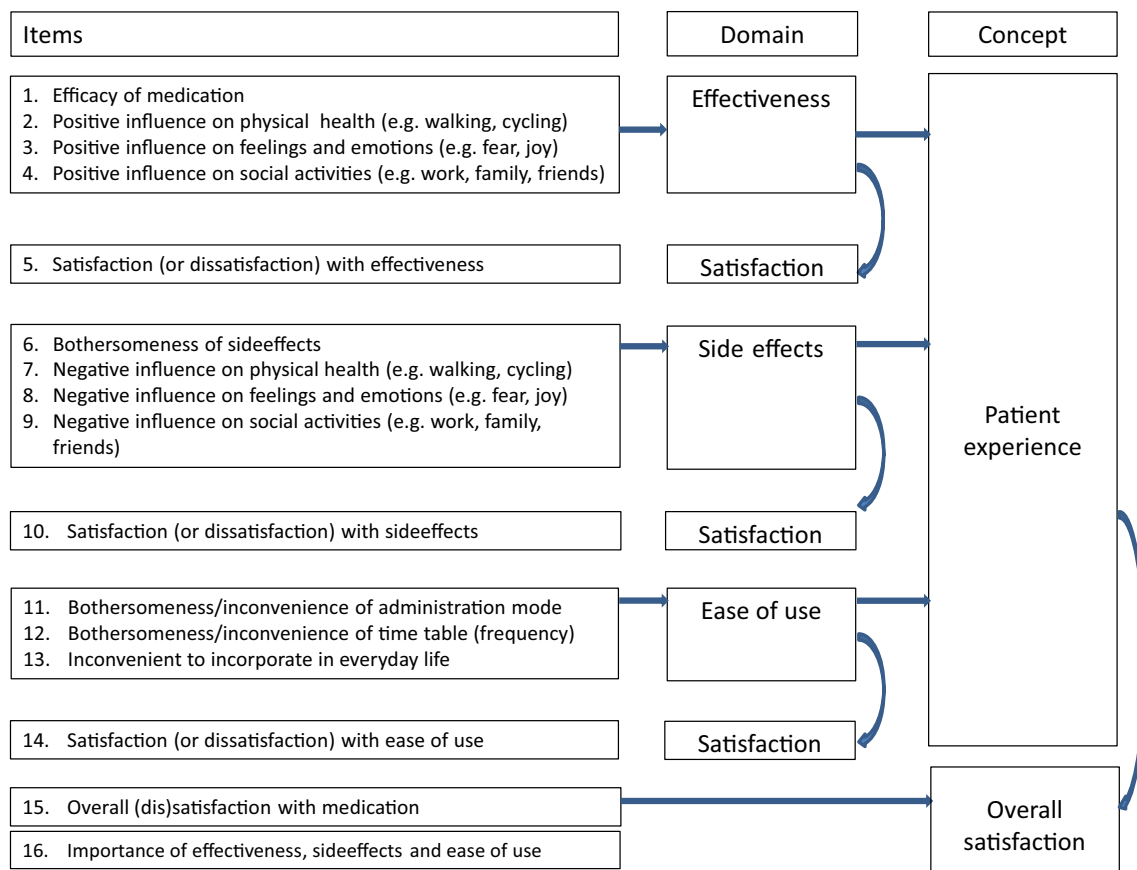 Items
Domain
Concept
1. Efficacy of medication
2. Positive influence on physical health (e.g. walking, cycling)
3. Positive influence on feelings and emotions (e.g. fear, joy)
4. Positive influence on social activities (e.g. work, family, friends)
Effectiveness
5. Satisfaction (or dissatisfaction) with effectiveness
Satisfaction
6. Bothersomeness of sideeffects
7. Negative influence on physical health (e.g. walking, cycling)
8. Negative influence on feelings and emotions (e.g. fear, joy)
9. Negative influence on social activities (e.g. work, family,
friends)
Side effects
Patient
experience
10. Satisfaction (or dissatisfaction) with sideeffects
Satisfaction
11. Bothersomeness/inconvenience of administration mode
12. Bothersomeness/inconvenience of time table (frequency)
13. Inconvenient to incorporate in everyday life
Ease of use
14. Satisfaction (or dissatisfaction) with ease of use
Satisfaction
15. Overall (dis)satisfaction with medication
16. Importance of effectiveness, sideeffects and ease of use
Overall
satisfaction